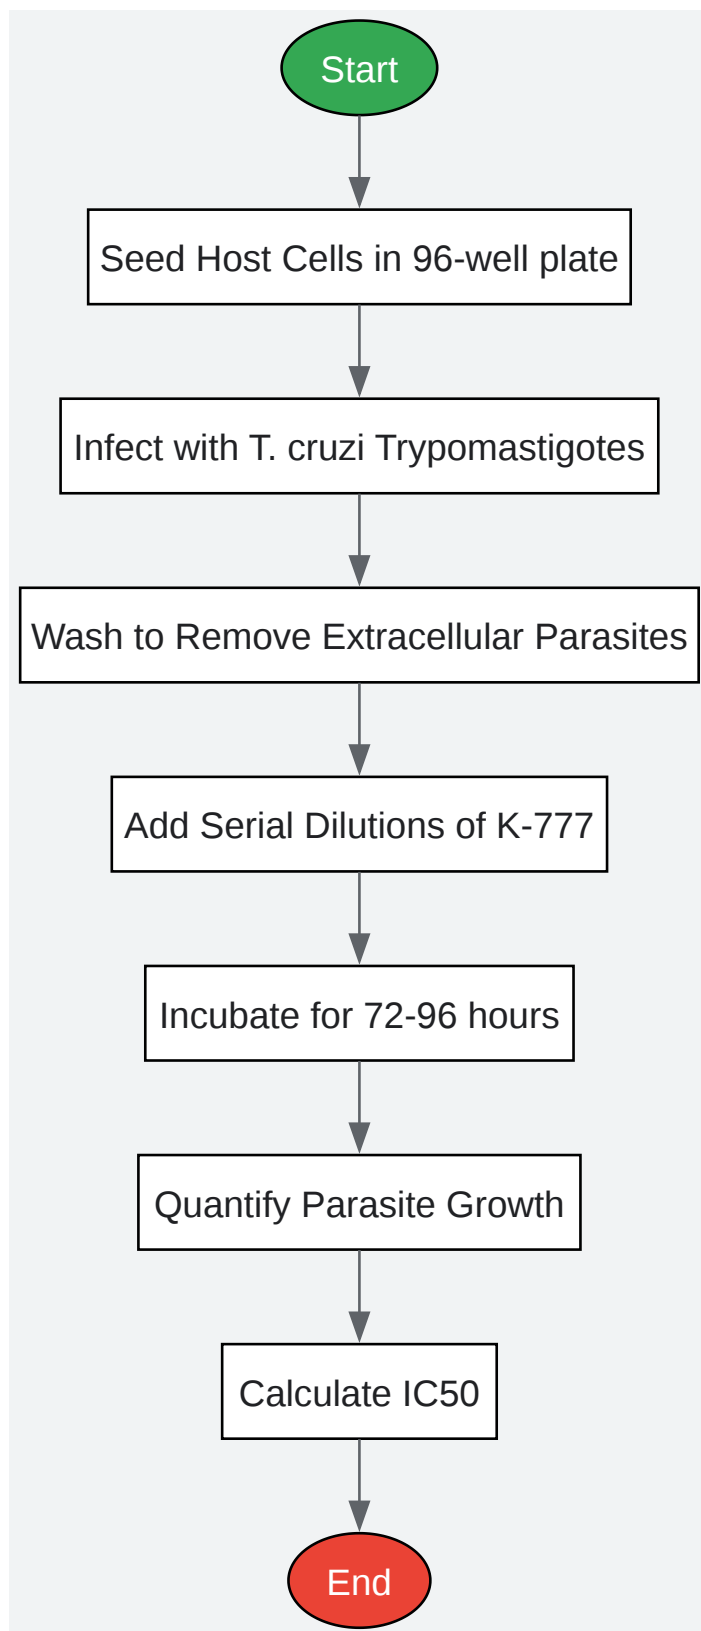 Start
Seed Host Cells in 96-well plate
Infect with T. cruzi Trypomastigotes
Wash to Remove Extracellular Parasites
Add Serial Dilutions of K-777
Incubate for 72-96 hours
Quantify Parasite Growth
Calculate IC50
End